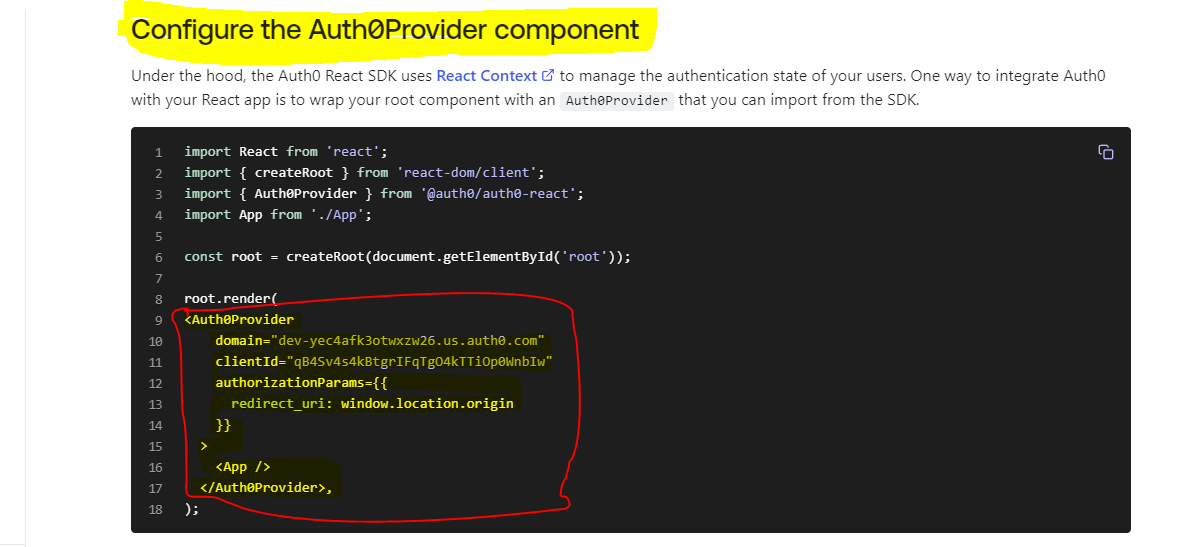 Configure the Auth0Provider component
Under the hood, the Auth0 React SDK uses React Context to manage the authentication state of your users. One way to integrate Auth0
with your React app is to wrap your root component with an Auth0Provider that you can import from the SDK.
1 import React from 'react';
2 import { createRoot } from 'react-dom/client';
3 import { Auth0Provider } from '@auth0/auth0-react';
4 import App from './App';
5
6 const root = createRoot(document.getElementById('root'));
7
8 root.render(
9 <Auth0Provider
10 domain="dev-yec4afk3otwxzw26.us.auth0.com"
11 clientId="qB4Sv4s4kBtgrIFqTgO4kTTiOp0WnbIw"
12 authorizationParams={{
13 redirect_uri: window.location.origin
14 }}
15 >
16 <App />
17 </Auth0Provider>,
18 );